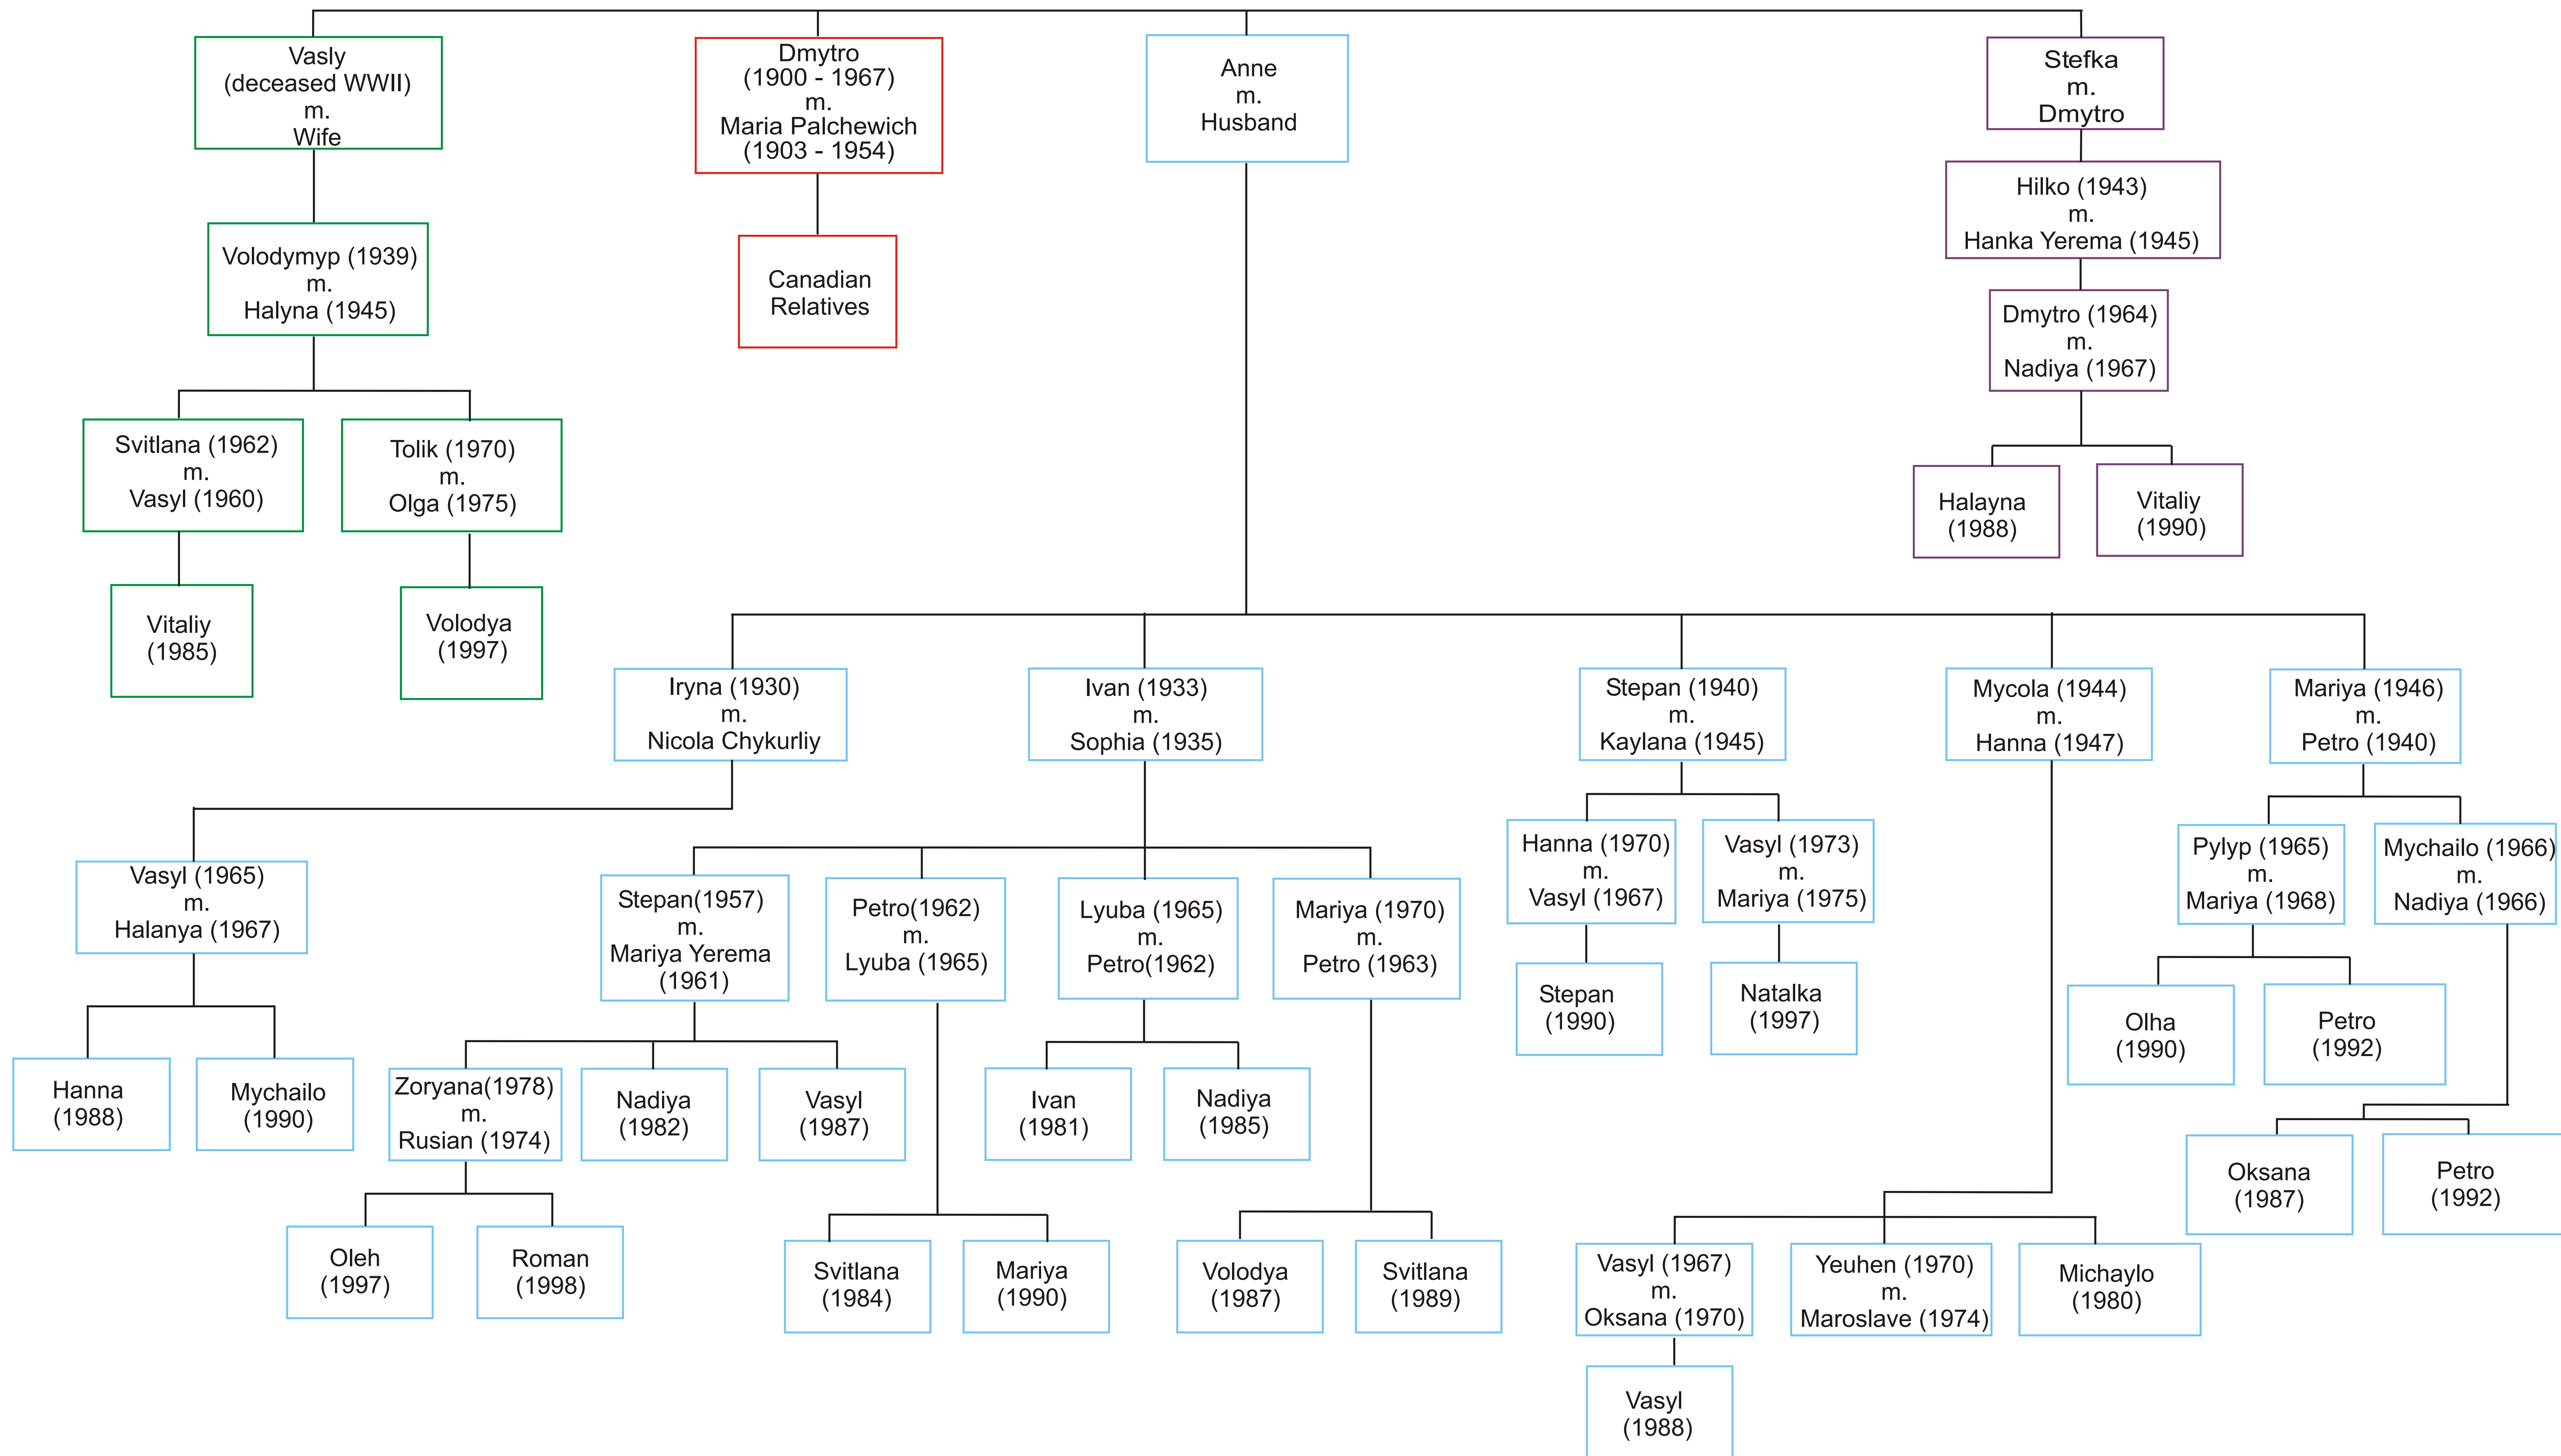 Vasly
(deceased WWII)
m.
Wife
Dmytro
(1900 - 1967)
m.
Maria Palchewich
(1903 - 1954)
Anne
m.
Husband
Stefka
m.
Dmytro
Volodymyp (1939)
m.
Halyna (1945)
Canadian
Relatives
Hilko (1943)
m.
Hanka Yerema (1945)
Dmytro (1964)
m.
Nadiya (1967)
Svitlana (1962)
m.
Vasyl (1960)
Tolik (1970)
m.
Olga (1975)
Halayna
(1988)
Vitaliy
(1990)
Vitaliy
(1985)
Volodya
(1997)
Iryna (1930)
m.
Nicola Chykurliy
Ivan (1933)
m.
Sophia (1935)
Stepan (1940)
m.
Kaylana (1945)
Mycola (1944)
m.
Hanna (1947)
Mariya (1946)
m.
Petro (1940)
Vasyl (1965)
m.
Halanya (1967)
Stepan(1957)
m.
Mariya Yerema
(1961)
Petro(1962)
m.
Lyuba (1965)
Lyuba (1965)
m.
Petro(1962)
Mariya (1970)
m.
Petro (1963)
Hanna (1970)
m.
Vasyl (1967)
Vasyl (1973)
m.
Mariya (1975)
Pylyp (1965)
m.
Mariya (1968)
Mychailo (1966)
m.
Nadiya (1966)
Stepan
(1990)
Natalka
(1997)
Olha
(1990)
Petro
(1992)
Hanna
(1988)
Mychailo
(1990)
Zoryana(1978)
m.
Rusian (1974)
Nadiya
(1982)
Vasyl
(1987)
Ivan
(1981)
Nadiya
(1985)
Oksana
(1987)
Petro
(1992)
Oleh
(1997)
Roman
(1998)
Svitlana
(1984)
Mariya
(1990)
Volodya
(1987)
Svitlana
(1989)
Vasyl (1967)
m.
Oksana (1970)
Yeuhen (1970)
m.
Maroslave (1974)
Michaylo
(1980)
Vasyl
(1988)